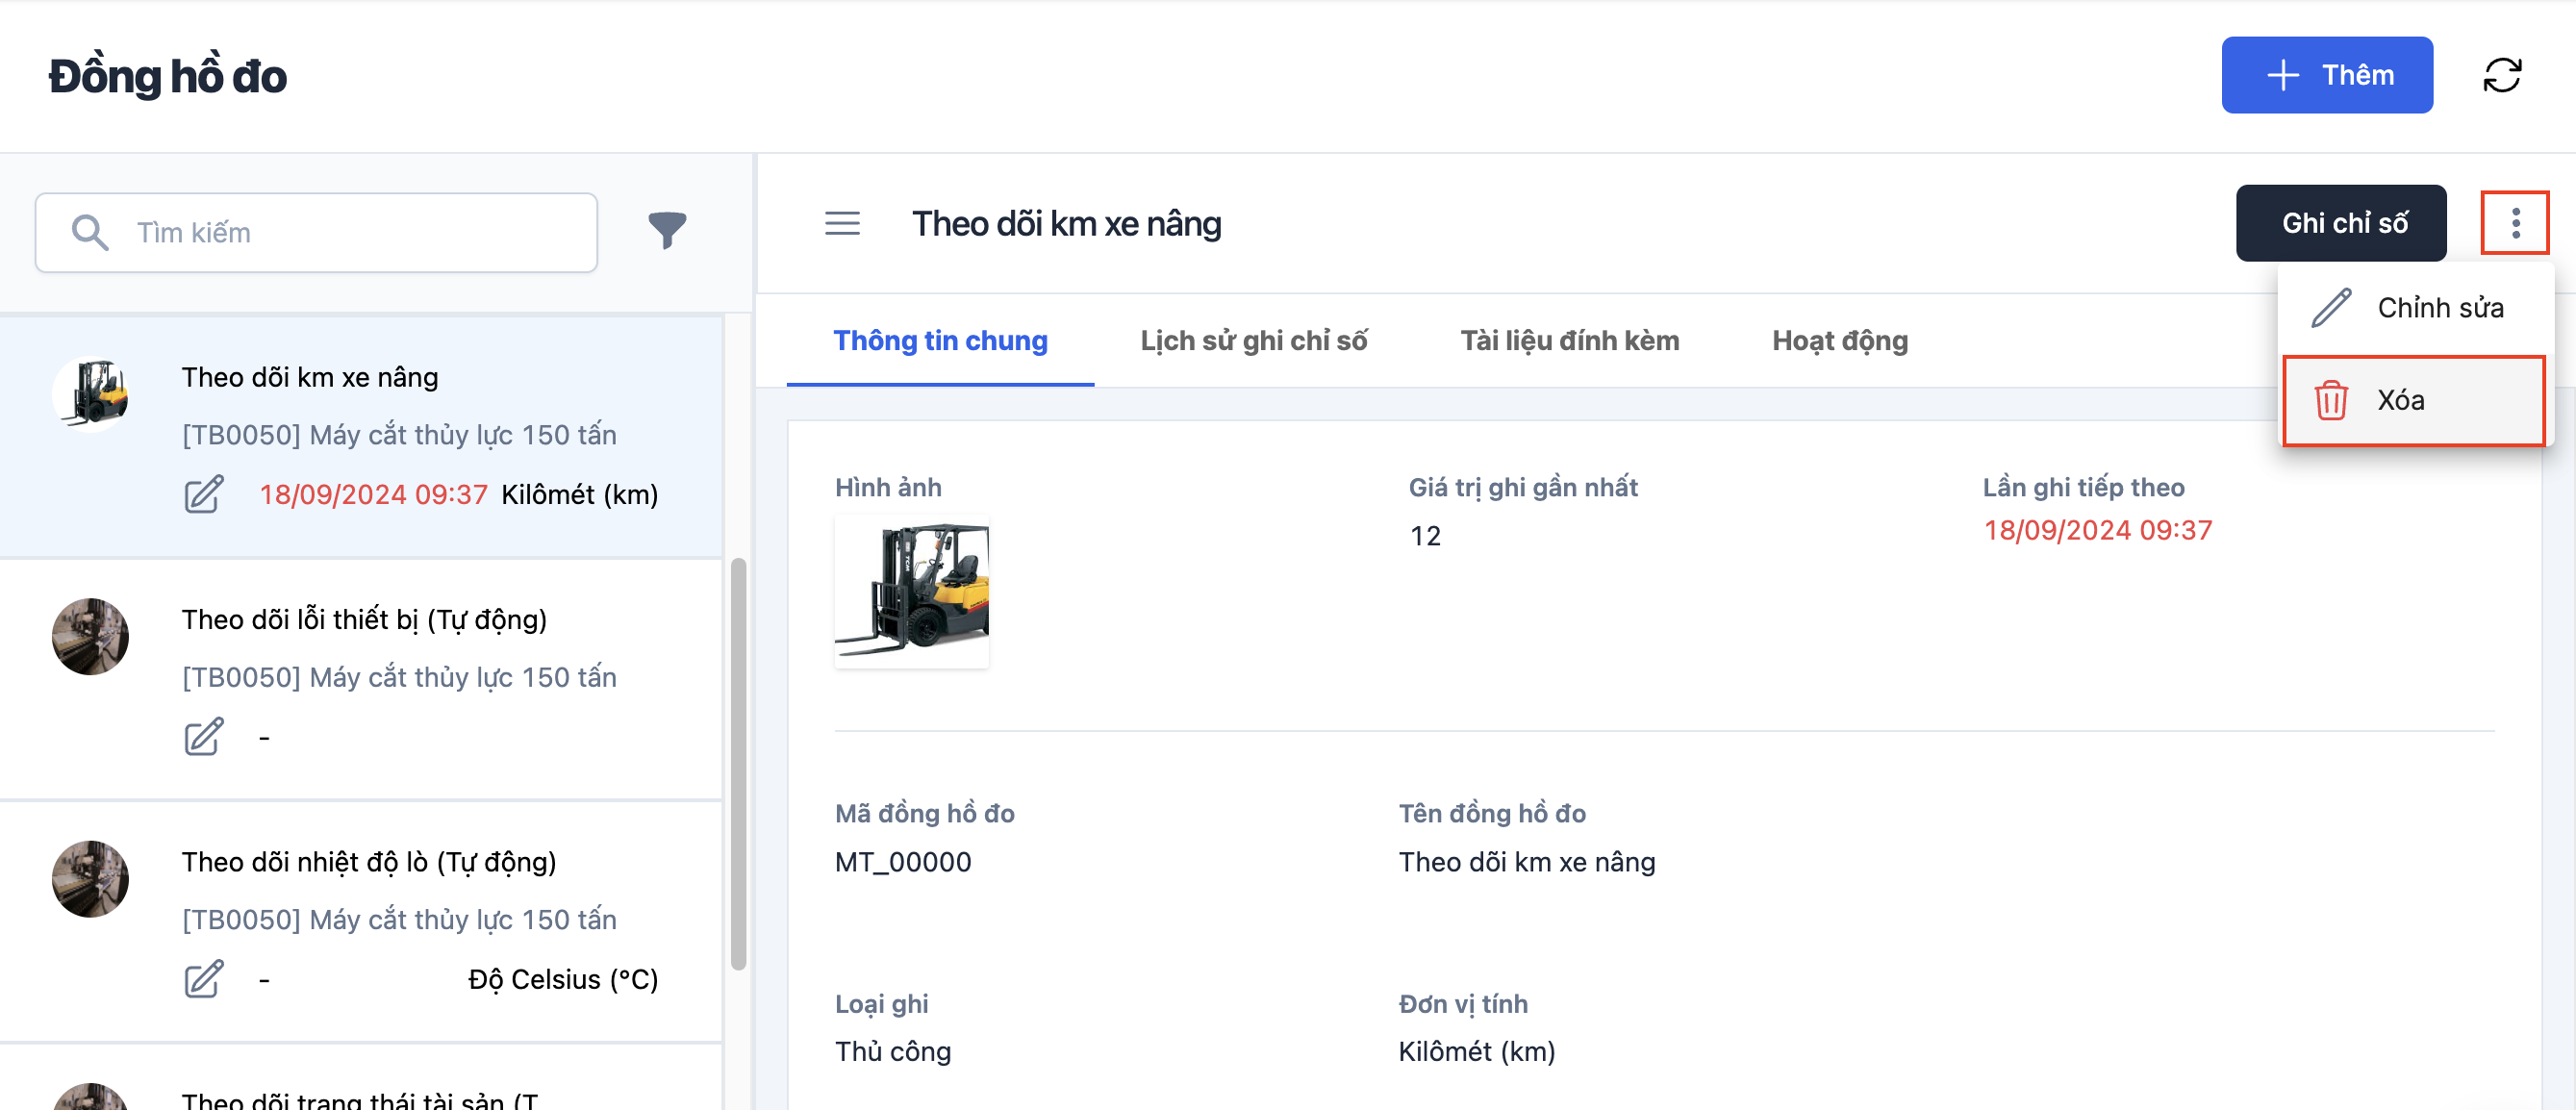 Đồng hồ đo
Thêm
Tìm kiếm
Theo dõi km xe nâng
[TB0050] Máy cắt thủy lực 150 tấn
18/09/2024 09:37 Kilômét (km)
Theo dõi lỗi thiết bị (Tự động)
[TB0050] Máy cắt thủy lực 150 tấn
-
Theo dõi nhiệt độ lò (Tự động)
[TB0050] Máy cắt thủy lực 150 tấn
- Độ Celsius (°C)
Theo dõi trạng thái tài sản (T
Theo dõi km xe nâng
Ghi chỉ số
Chỉnh sửa
Xóa
Thông tin chung Lịch sử ghi chỉ số Tài liệu đính kèm Hoạt động
Hình ảnh Giá trị ghi gần nhất Lần ghi tiếp theo
12 18/09/2024 09:37
Mã đồng hồ đo Tên đồng hồ đo
MT_00000 Theo dõi km xe nâng
Loại ghi Đơn vị tính
Thủ công Kilômét (km)